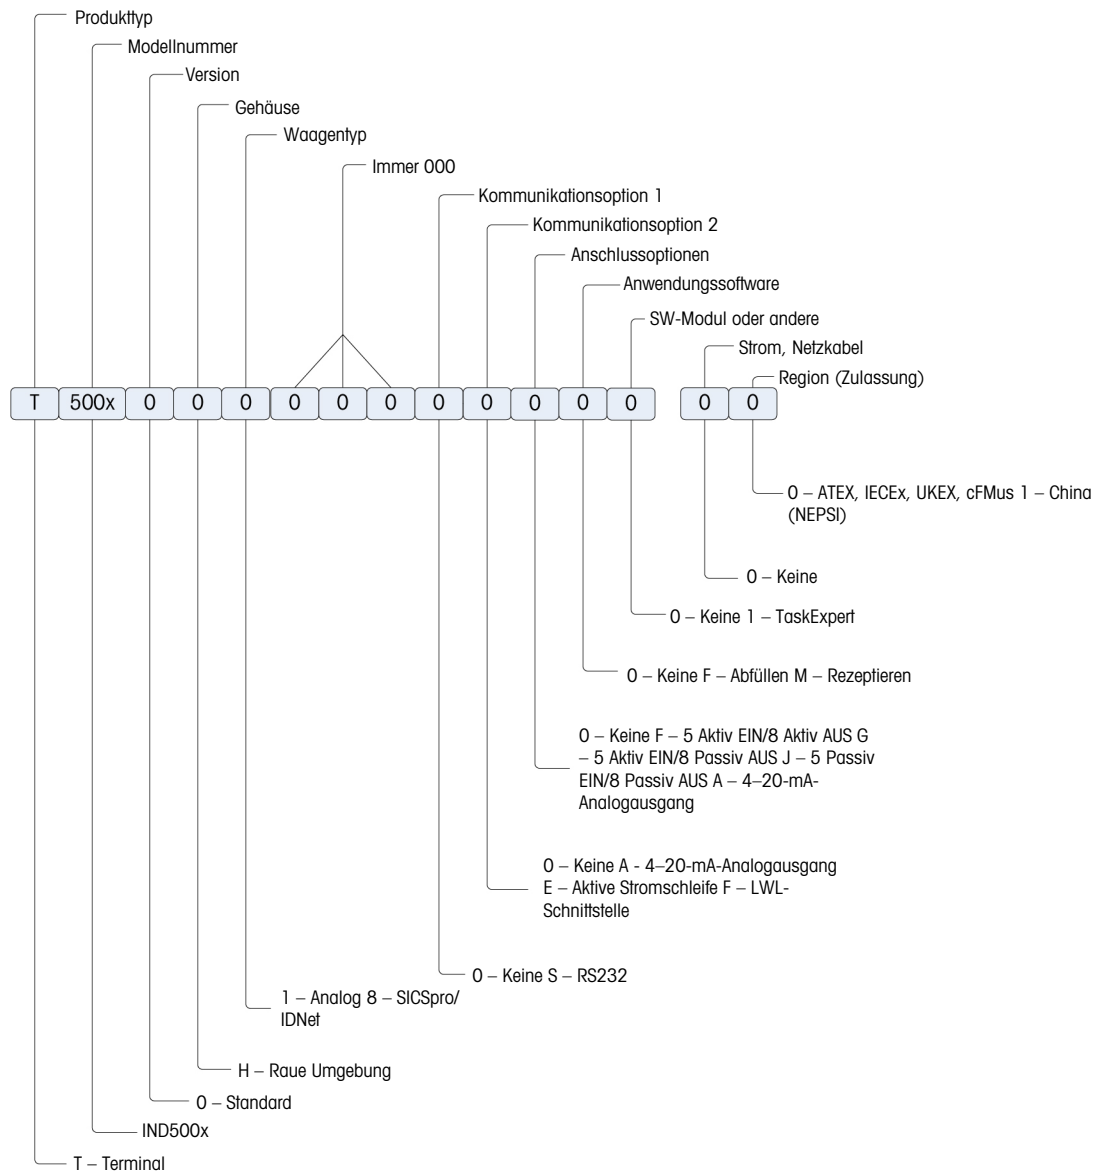 Produkttyp
Modellnummer
Version
Gehäuse
Waagentyp
Immer 000
Kommunikationsoption 1
Kommunikationsoption 2
Anschlussoptionen
Anwendungssoftware
SW-Modul oder andere
Strom, Netzkabel
Region (Zulassung)
T 500x 0 0 0 0 0 0 0 0 0 0 0 0 0
0 – ATEX, IECEx, UKEX, cFMus 1 – China
(NEPSI)
0 – Keine
0 – Keine 1 – TaskExpert
0 – Keine F – Abfüllen M – Rezeptieren
0 – Keine F – 5 Aktiv EIN/8 Aktiv AUS G
– 5 Aktiv EIN/8 Passiv AUS J – 5 Passiv
EIN/8 Passiv AUS A – 4–20-mA-
Analogausgang
0 – Keine A - 4–20-mA-Analogausgang
E – Aktive Stromschleife F – LWL-
Schnittstelle
0 – Keine S – RS232
1 – Analog 8 – SICSpro/
IDNet
H – Raue Umgebung
0 – Standard
IND500x
T – Terminal